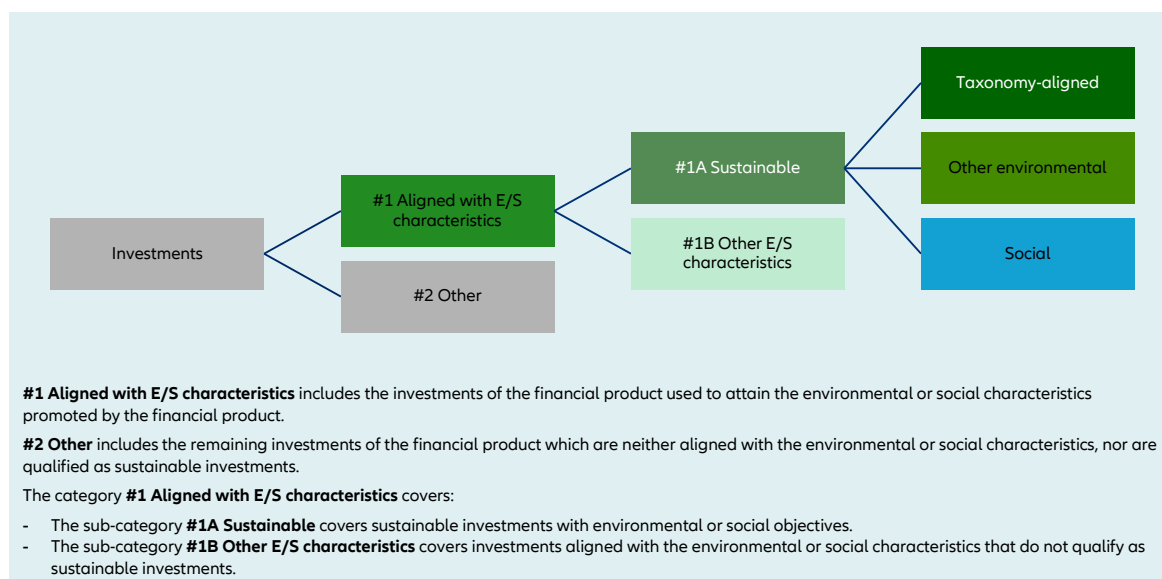 Taxonomy-aligned
#1A Sustainable
Other environmental
#1 Aligned with E/S
characteristics
Investments
#1B Other E/S
characteristics
Social
#2 Other
#1 Aligned with E/S characteristics includes the investments of the financial product used to attain the environmental or social characteristics
promoted by the financial product.
#2 Other includes the remaining investments of the financial product which are neither aligned with the environmental or social characteristics, nor are
qualified as sustainable investments.
The category #1 Aligned with E/S characteristics covers:
- The sub-category #1A Sustainable covers sustainable investments with environmental or social objectives.
- The sub-category #1B Other E/S characteristics covers investments aligned with the environmental or social characteristics that do not qualify as
sustainable investments.